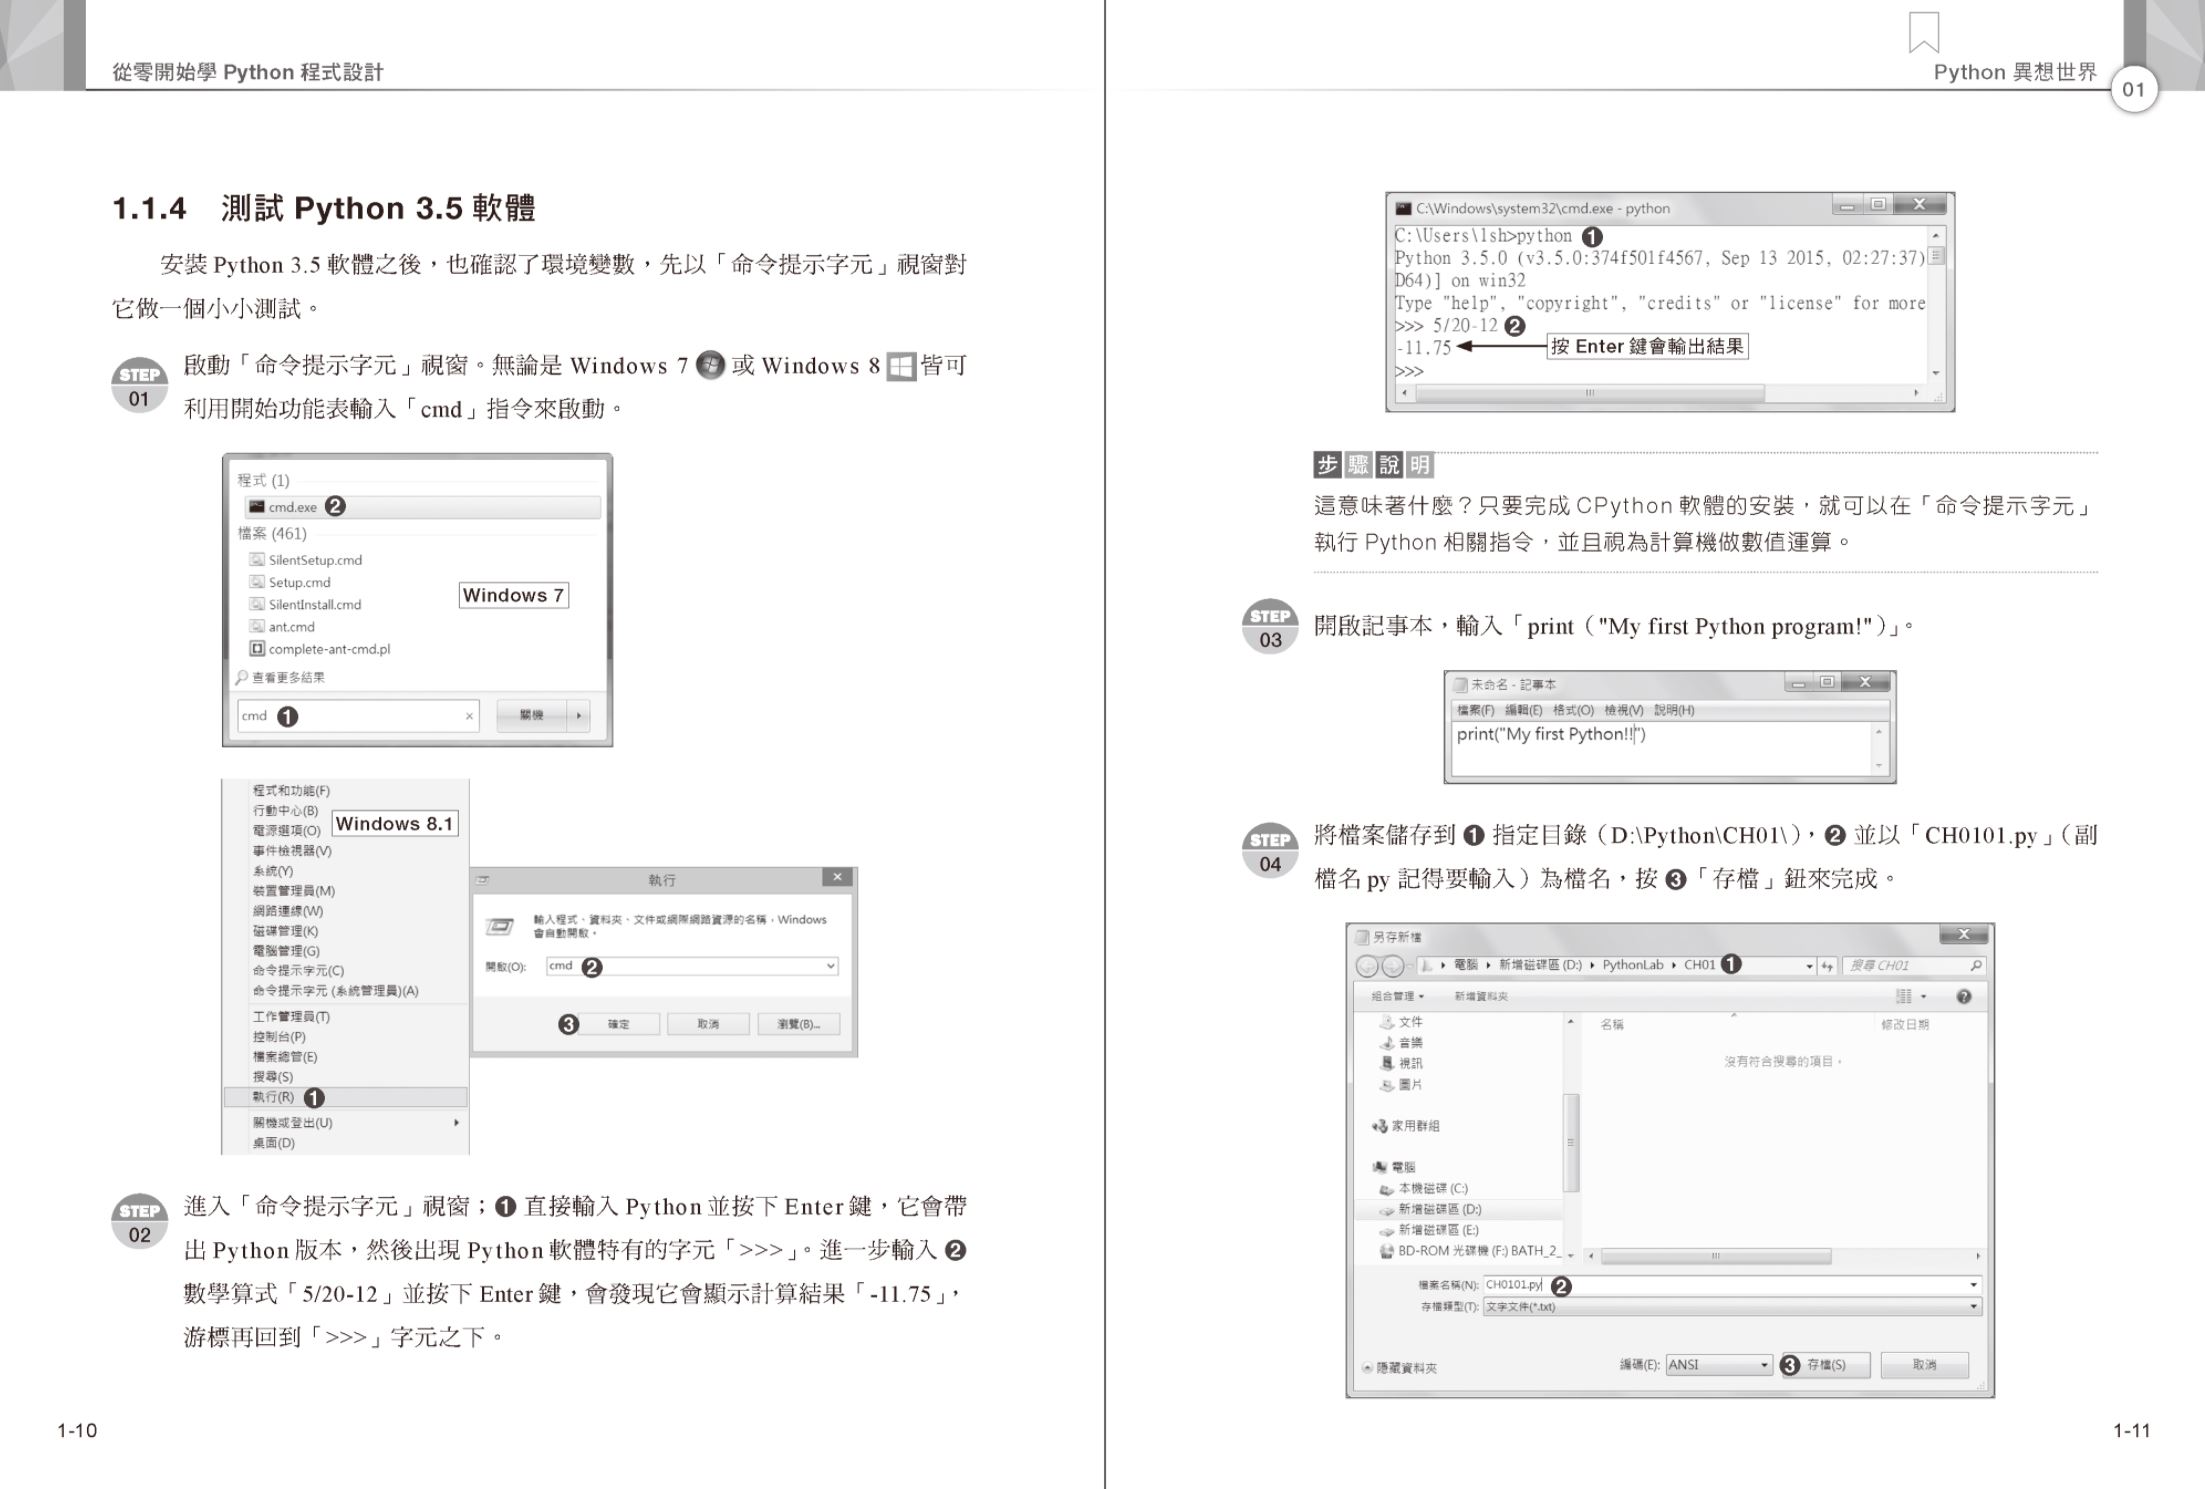 從零開始學 Python 程式設計
1.1.4 測試 Python 3.5 軟體
安裝 Python 3.5 軟體之後，也確認了環境變數，先以「命令提示字元」視窗對
它做一個小小測試。
STEP
01
啟動「命令提示字元」視窗。無論是 Windows 7 或 Windows 8 皆可
利用開始功能表輸入「cmd」指令來啟動。
程式 (1)
cmd.exe ❷
檔案 (461)
SilentSetup.cmd
Setup.cmd
SilentInstall.cmd
ant.cmd
complete-ant-cmd.pl
Windows 7
查看更多結果
cmd ❶ × 關機
程式和功能(F)
行動中心(B)
電源選項(O)
事件檢視器(V)
系統(Y)
裝置管理員(M)
網路連線(W)
磁碟管理(K)
電腦管理(G)
命令提示字元(C)
命令提示字元 (系統管理員)(A)
工作管理員(T)
控制台(P)
檔案總管(E)
搜尋(S)
執行(R) ❶
關機或登出(U)
桌面(D)
Windows 8.1
執行
輸入程式、資料夾、文件或網際網路資源的名稱，Windows
會自動開啟。
開啟(O): cmd ❷
❸ 確定 取消 瀏覽(B)...
STEP
02
進入「命令提示字元」視窗；❶ 直接輸入 Python 並按下 Enter 鍵，它會帶
出 Python 版本，然後出現 Python 軟體特有的字元「>>>」。進一步輸入 ❷
數學算式「5/20-12」並按下 Enter 鍵，會發現它會顯示計算結果「-11.75」，
游標再回到「>>>」字元之下。
1-10
Python 異想世界
01
C:\Windows\system32\cmd.exe - python
C:\Users\lsh>python ❶
Python 3.5.0 (v3.5.0:374f501f4567, Sep 13 2015, 02:27:37)
D64)] on win32
Type "help", "copyright", "credits" or "license" for more
>>> 5/20-12 ❷
-11.75
按 Enter 鍵會輸出結果
>>>
步驟說明
這意味著什麼？只要完成 CPython 軟體的安裝，就可以在「命令提示字元」
執行 Python 相關指令，並且視為計算機做數值運算。
STEP
03
開啟記事本，輸入「print（"My first Python program!"）」。
未命名 - 記事本
檔案(F) 編輯(E) 格式(O) 檢視(V) 說明(H)
print("My first Python!!")
STEP
04
將檔案儲存到 ❶ 指定目錄（D:\Python\CH01\），❷ 並以「CH0101.py」（副
檔名 py 記得要輸入）為檔名，按 ❸「存檔」鈕來完成。
另存新檔
電腦 ▸ 新增磁碟區 (D:) ▸ PythonLab ▸ CH01 ❶ 搜尋 CH01
組合管理 新增資料夾
名稱 修改日期
沒有符合搜尋的項目。
文件
音樂
視訊
圖片
家用群組
電腦
本機磁碟 (C:)
新增磁碟區 (D:)
新增磁碟區 (E:)
BD-ROM 光碟機 (F:) BATH_2_
檔案名稱(N): CH0101.py ❷
存檔類型(T): 文字文件(*.txt)
隱藏資料夾 編碼(E): ANSI ❸ 存檔(S) 取消
1-11